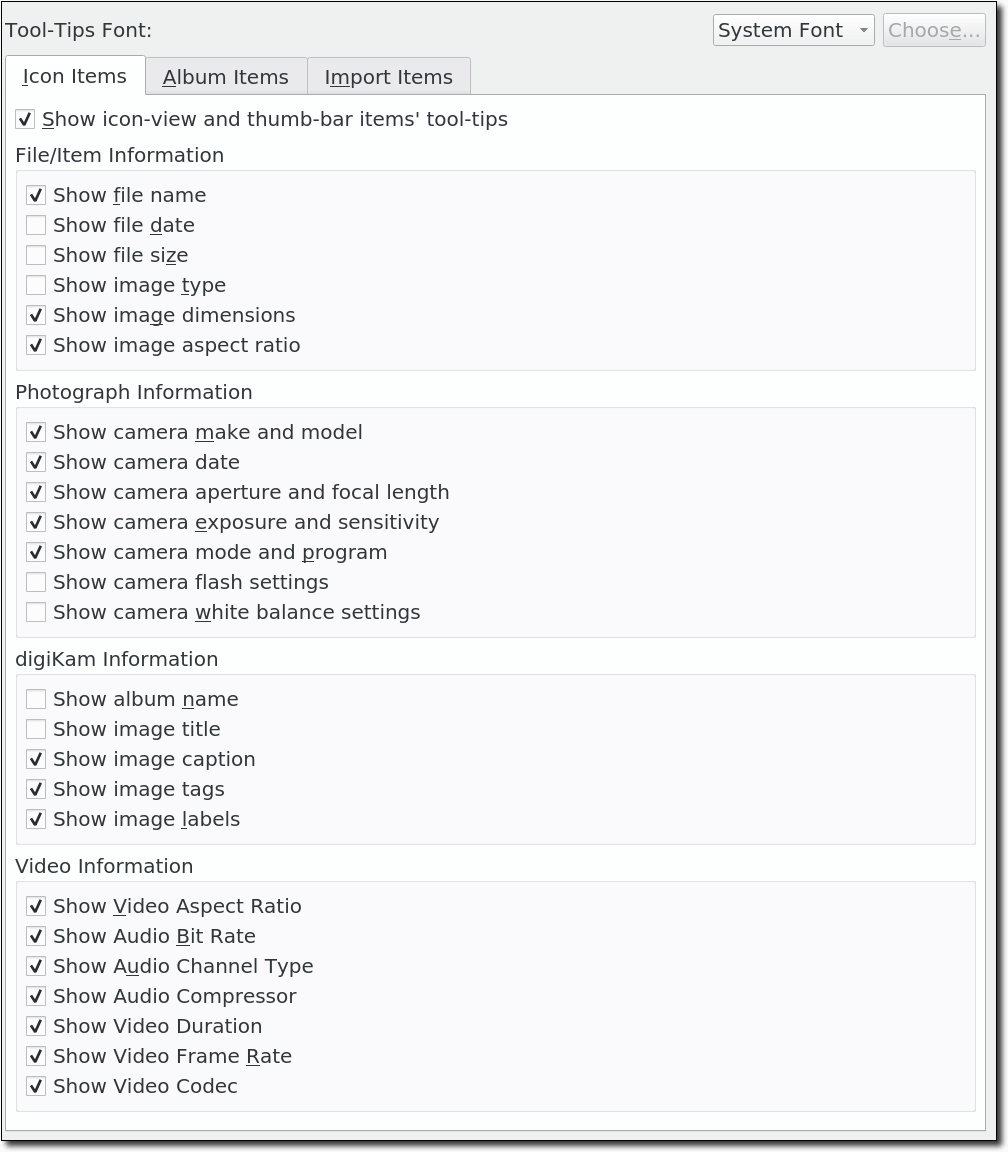 Tool-Tips Font: System Font Choose...
Icon Items Album Items Import Items
Show icon-view and thumb-bar items' tool-tips
File/Item Information
Show file name
Show file date
Show file size
Show image type
Show image dimensions
Show image aspect ratio
Photograph Information
Show camera make and model
Show camera date
Show camera aperture and focal length
Show camera exposure and sensitivity
Show camera mode and program
Show camera flash settings
Show camera white balance settings
digiKam Information
Show album name
Show image title
Show image caption
Show image tags
Show image labels
Video Information
Show Video Aspect Ratio
Show Audio Bit Rate
Show Audio Channel Type
Show Audio Compressor
Show Video Duration
Show Video Frame Rate
Show Video Codec